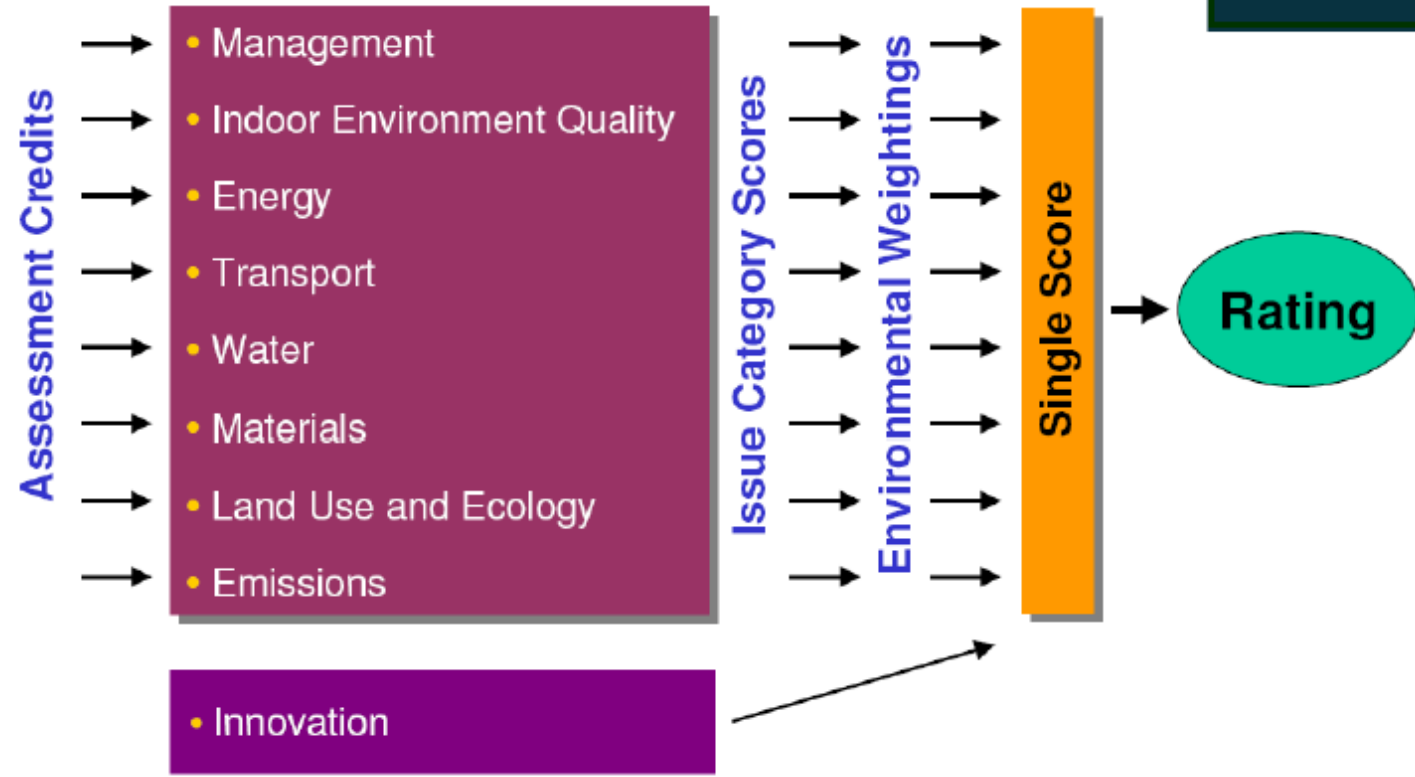 Assessment Credits
• Management
• Indoor Environment Quality
• Energy
• Transport
• Water
• Materials
• Land Use and Ecology
• Emissions
Issue Category Scores
Environmental Weightings
Single Score
Rating
• Innovation